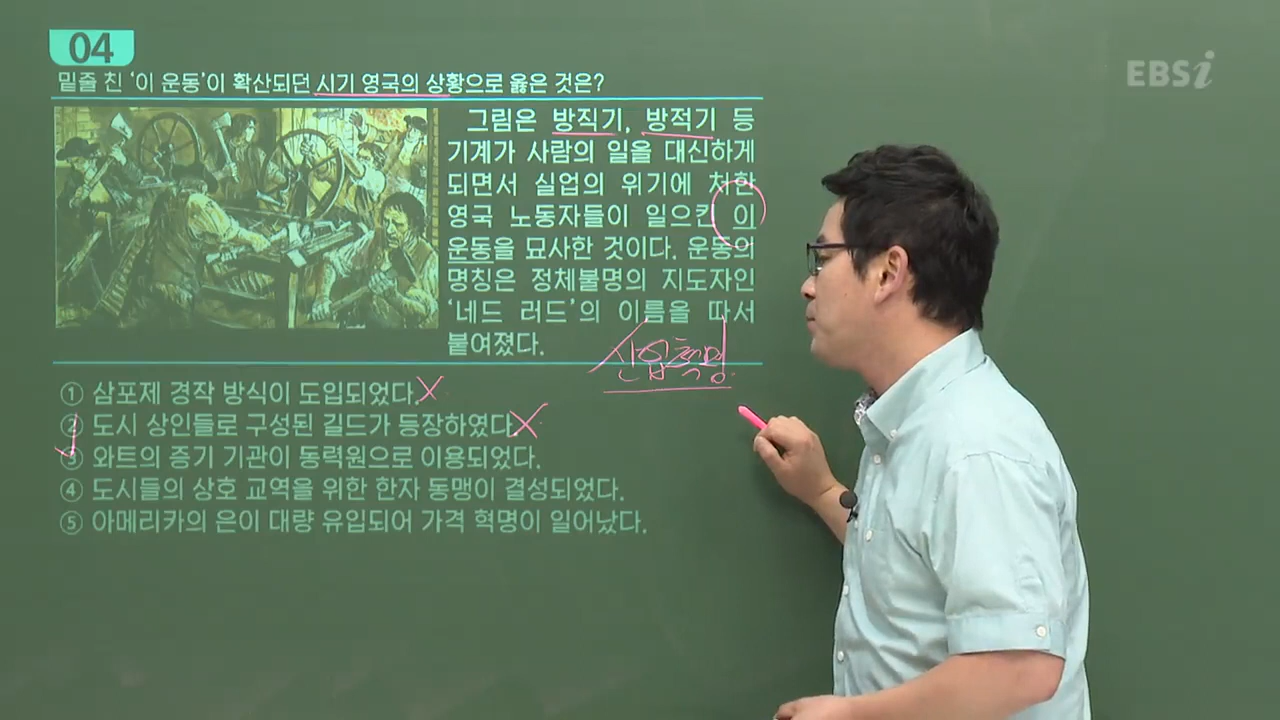 04
EBSi
밑줄 친 '이 운동'이 확산되던 시기 영국의 상황으로 옳은 것은?
그림은 방직기, 방적기 등
기계가 사람의 일을 대신하게
되면서 실업의 위기에 처한
영국 노동자들이 일으킨 이
운동을 묘사한 것이다. 운동의
명칭은 정체불명의 지도자인
'네드 러드'의 이름을 따서
붙여졌다.
산업혁명
① 삼포제 경작 방식이 도입되었다.X
② 도시 상인들로 구성된 길드가 등장하였다.X
③ 와트의 증기 기관이 동력원으로 이용되었다.
④ 도시들의 상호 교역을 위한 한자 동맹이 결성되었다.
⑤ 아메리카의 은이 대량 유입되어 가격 혁명이 일어났다.